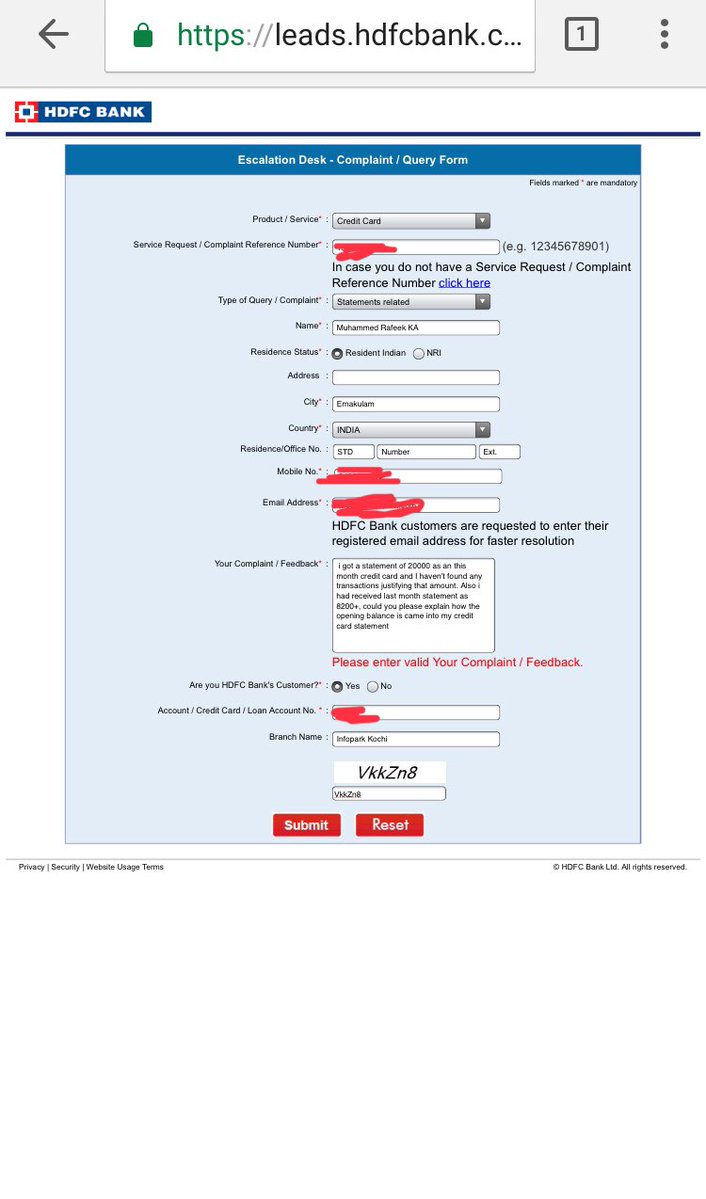 https://leads.hdfcbank.c...
1
HDFC BANK
Escalation Desk - Complaint / Query Form
Fields marked * are mandatory
Product / Service* : Credit Card
Service Request / Complaint Reference Number* : (e.g. 12345678901)
In case you do not have a Service Request / Complaint
Reference Number click here
Type of Query / Complaint* : Statements related
Name* : Muhammed Rafeek KA
Residence Status* : Resident Indian NRI
Address :
City* : Ernakulam
Country* : INDIA
Residence/Office No. : STD Number Ext.
Mobile No.* :
Email Address* :
HDFC Bank customers are requested to enter their
registered email address for faster resolution
Your Complaint / Feedback* : i got a statement of 20000 as an this
month credit card and I haven't found any
transactions justifying that amount. Also i
had received last month statement as
8200+, could you please explain how the
opening balance is came into my credit
card statement
Please enter valid Your Complaint / Feedback.
Are you HDFC Bank's Customer?* : Yes No
Account / Credit Card / Loan Account No. * :
Branch Name : Infopark Kochi
VkkZn8
VkkZn8
Submit Reset
Privacy | Security | Website Usage Terms © HDFC Bank Ltd. All rights reserved.